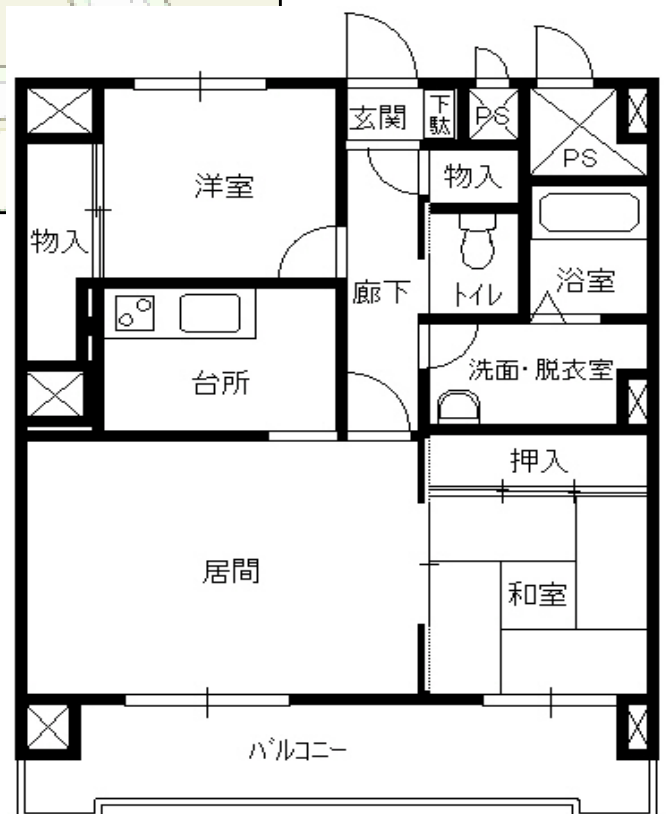 玄関
下駄
PS
PS
洋室
物入
物入
廊下
トイレ
浴室
台所
洗面・脱衣室
押入
居間
和室
バルコニー